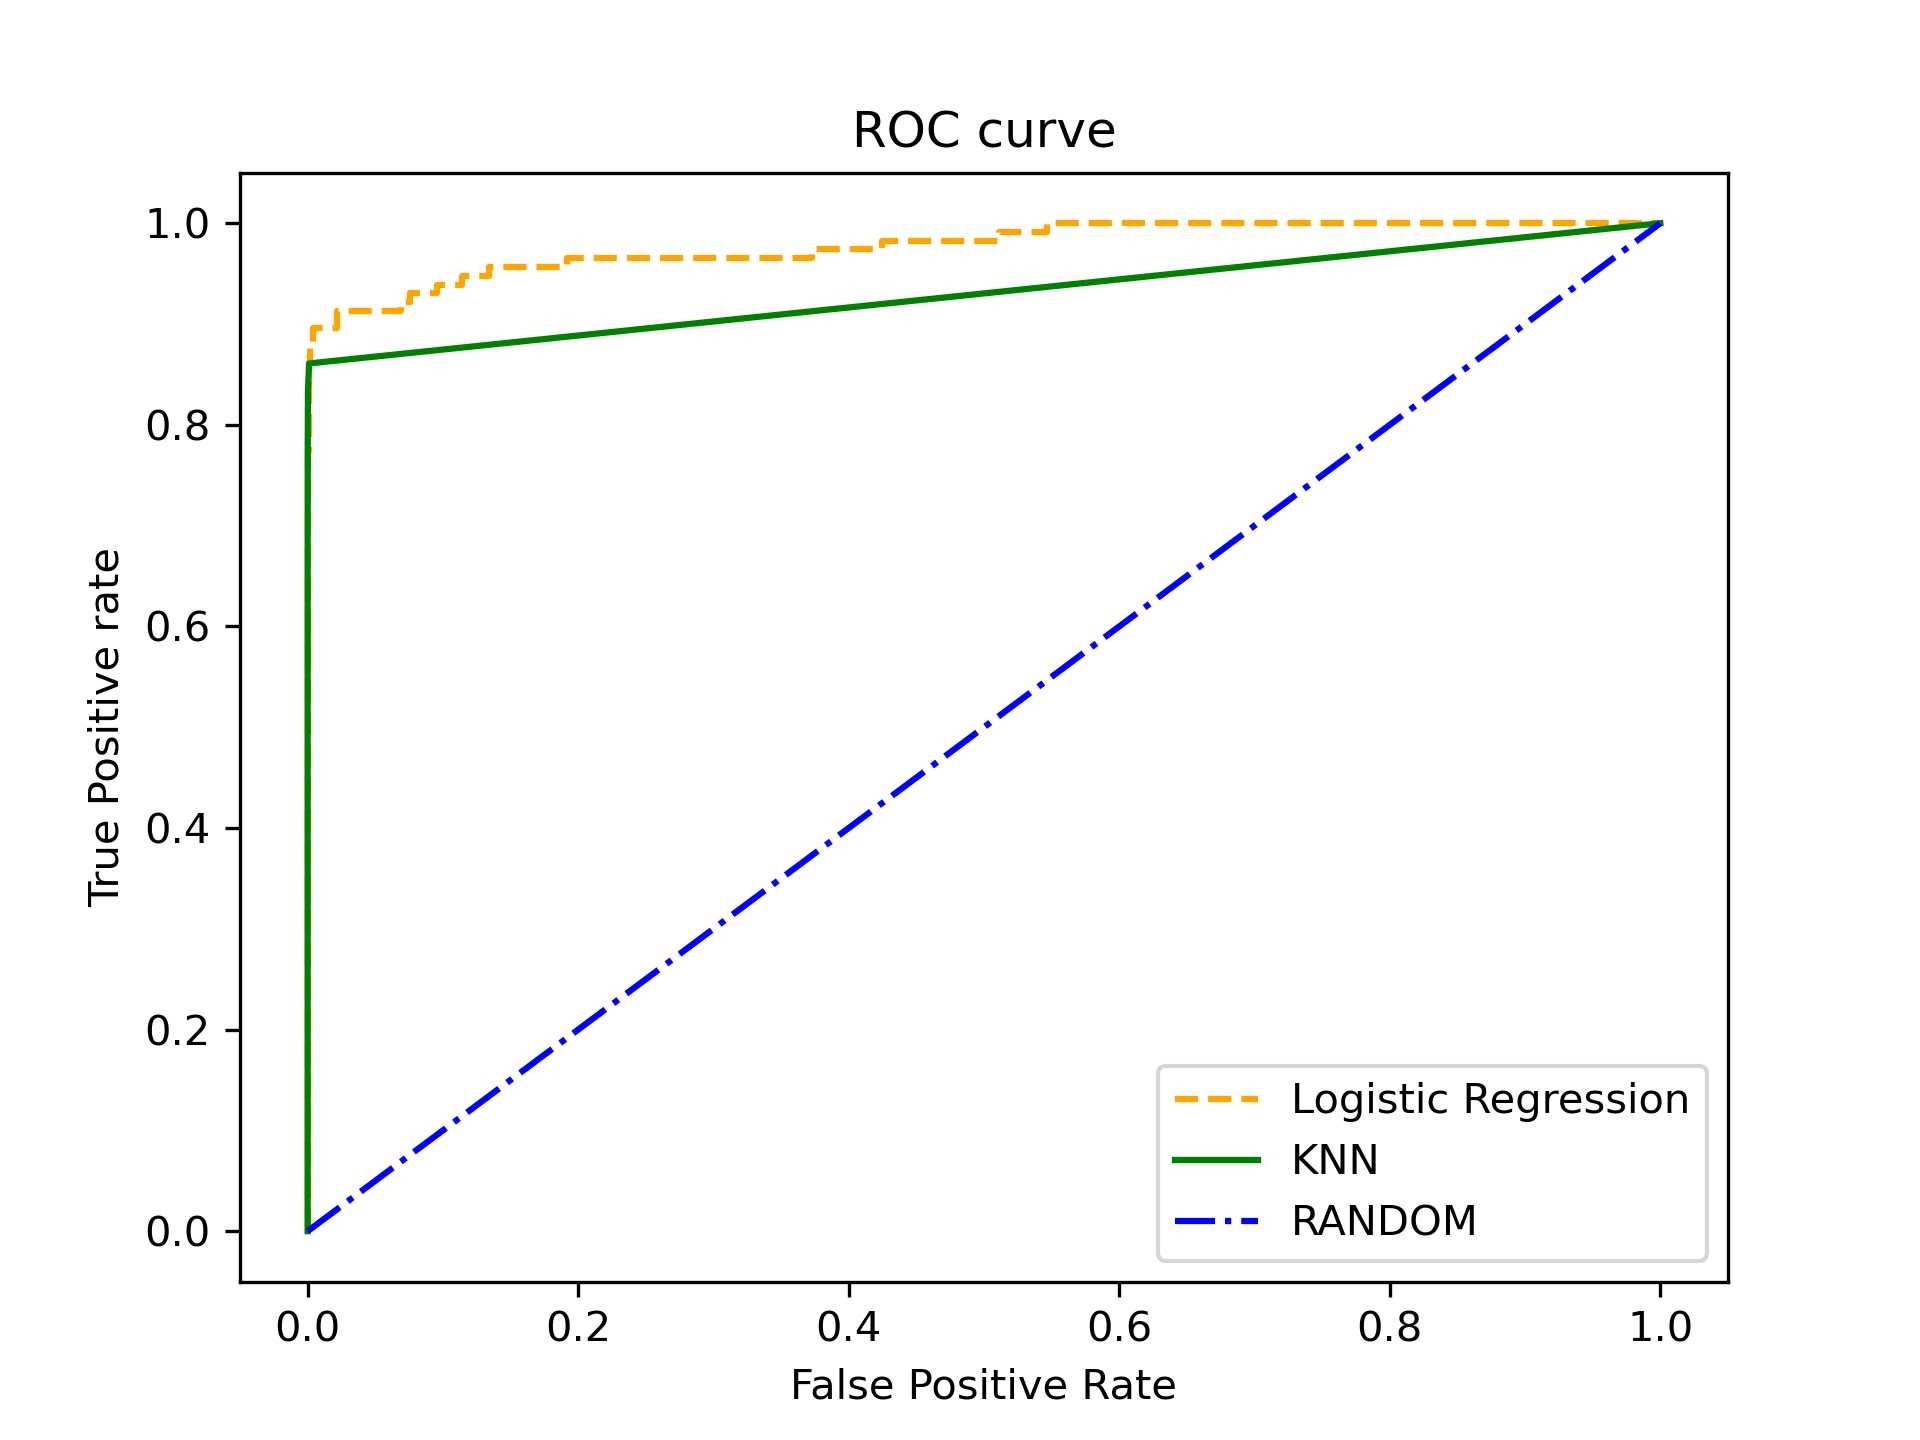 ROC curve
1.0
0.8
0.6
0.4
0.2
0.0
True Positive rate
0.0 0.2 0.4 0.6 0.8 1.0
False Positive Rate
Logistic Regression
KNN
RANDOM